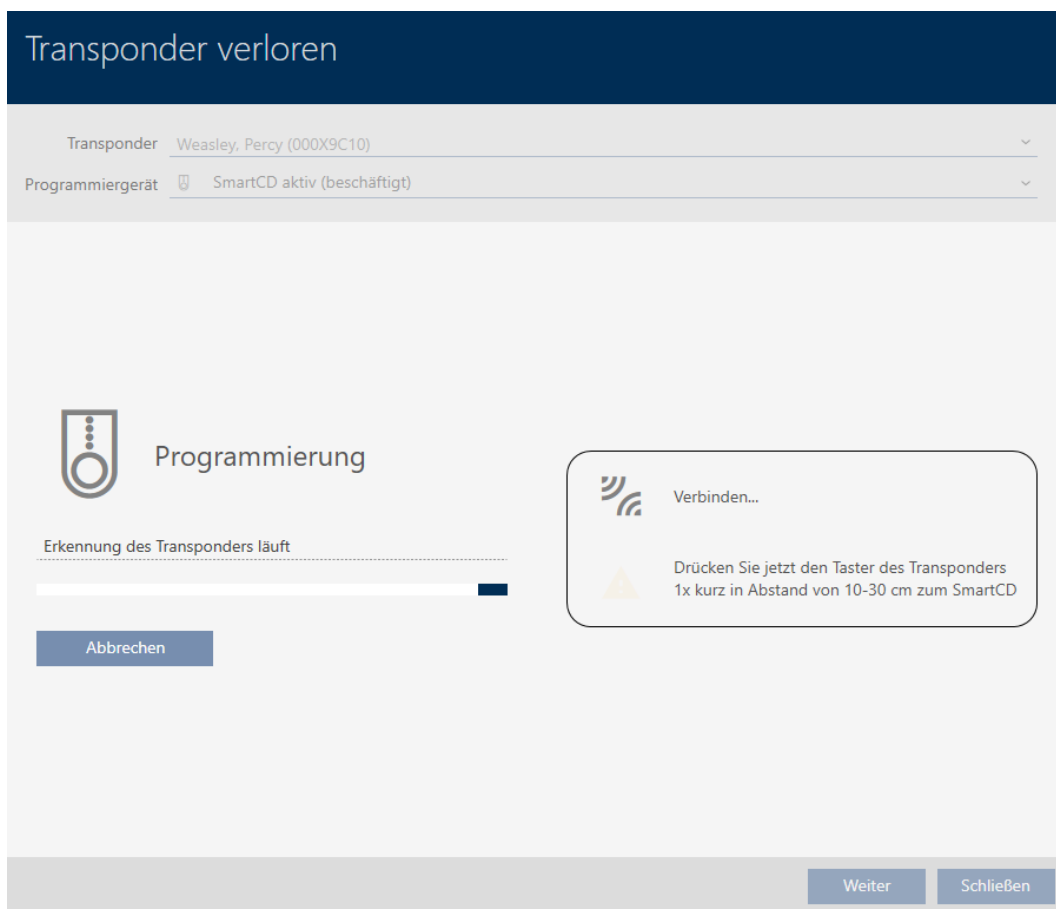 Transponder verloren
Transponder Weasley, Percy (000X9C10)
Programmiergerät SmartCD aktiv (beschäftigt)
Programmierung
Erkennung des Transponders läuft
Abbrechen
Verbinden...
Drücken Sie jetzt den Taster des Transponders
1x kurz in Abstand von 10-30 cm zum SmartCD
Weiter Schließen